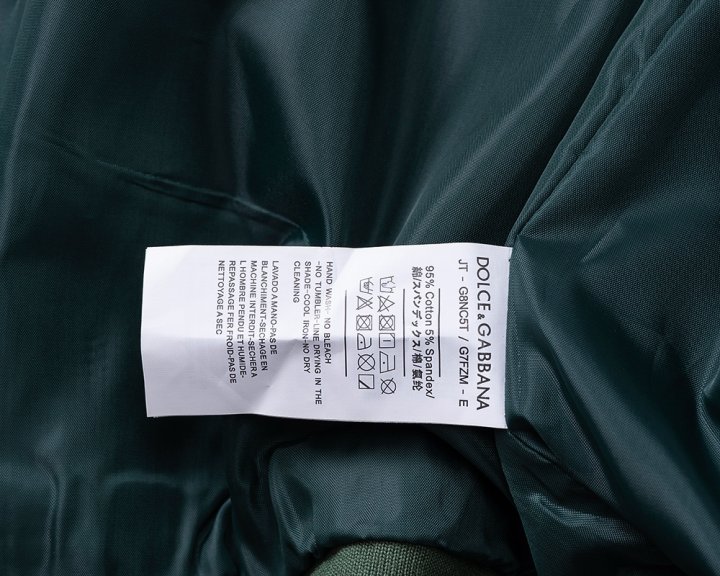 DOLCE & GABBANA
JT - G8NC5T / G7FZM - E
95% Cotton 5% Spandex/
綿/スパンデックス/棉/氨纶
HAND WASH- NO BLEACH
-NO TUMBLER-LINE DRYING IN THE
SHADE-COOL IRON-NO DRY
CLEANING
LAVADO A MANO-PAS DE
BLANCHIMENT-SECHAGE EN
MACHINE INTERDIT-SECHERA
L HOMBRE PENDU ET HUMIDE-
REPASSAGE FER FROID-PAS DE
NETTOYAGE A SEC